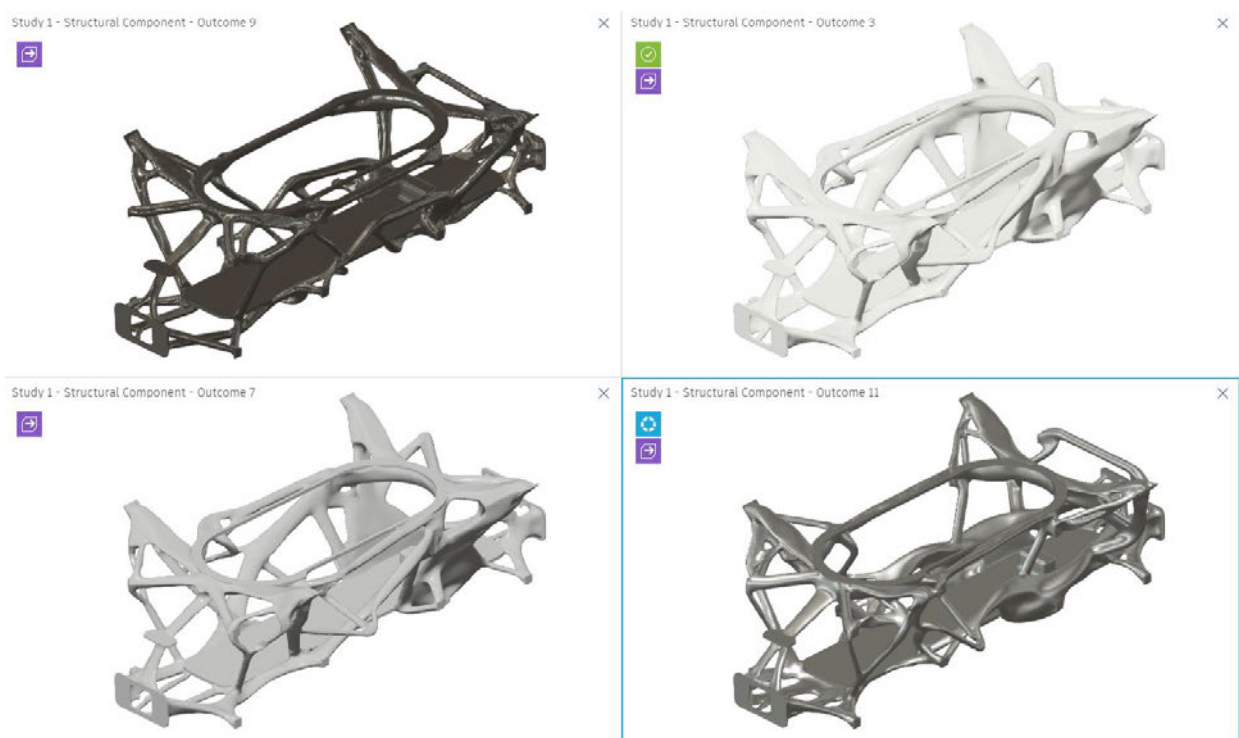 Study 1 - Structural Component - Outcome 9
Study 1 - Structural Component - Outcome 3
Study 1 - Structural Component - Outcome 7
Study 1 - Structural Component - Outcome 11